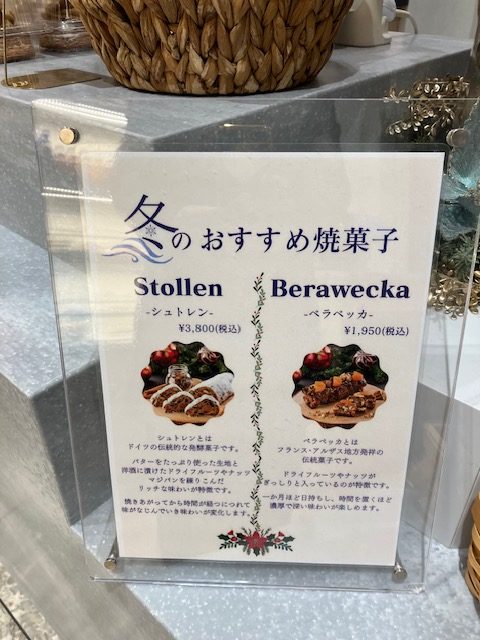 冬のおすすめ焼菓子
Stollen
-シュトレン-
¥3,800(税込)
シュトレンとは
ドイツの伝統的な発酵菓子です。
バターをたっぷり使った生地と
洋酒に漬けたドライフルーツやナッツ
マジパンを練りこんだ
リッチな味わいが特徴です。
焼きあがってから時間が経つにつれて
味がなじんでいき味わいが変化します。
Berawecka
-ベラベッカ-
¥1,950(税込)
ベラベッカとは
フランス・アルザス地方発祥の
伝統菓子です。
ドライフルーツやナッツが
ぎっしりと入っているのが特徴です。
一か月ほど日持ちし、時間を置くほど
濃厚で深い味わいが楽しめます。